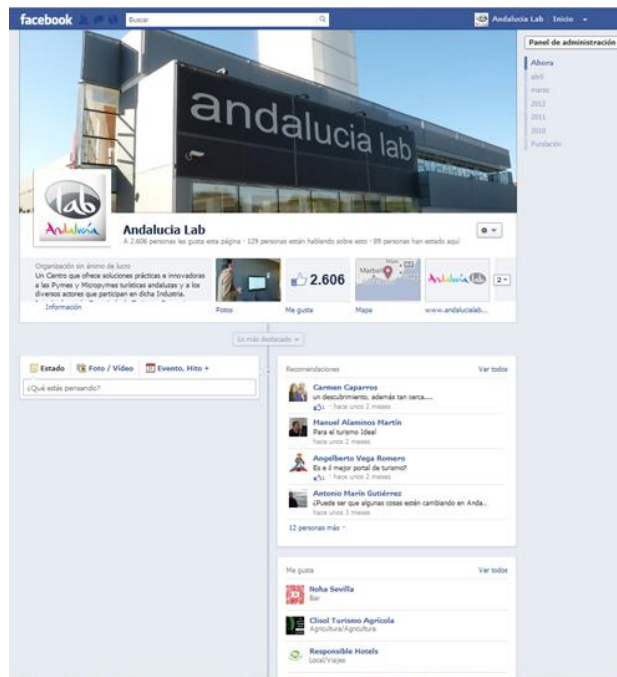 facebook
Buscar
Andalucia Lab Inicio
Panel de administración
Ahora
abril
marzo
2012
2011
2010
Fundación
andalucia lab
lab
Andalucía
Andalucia Lab
A 2.606 personas les gusta esta página · 129 personas están hablando sobre esto · 89 personas han estado aquí
Organización sin ánimo de lucro
Un Centro que ofrece soluciones prácticas e innovadoras
a las Pymes y Micropymes turísticas andaluzas y a los
diversos actores que participan en dicha Industria.
Información
Fotos
2.606
Me gusta
Marbella
Mapa
Andalucía lab
www.andalucialab...
2
Lo más destacado
Estado Foto / Vídeo Evento, Hito +
¿Qué estás pensando?
Recomendaciones Ver todos
Carmen Caparros
un descubrimiento, además tan cerca....
1 · hace unos 2 meses
Manuel Alaminos Martín
Para el turismo Ideal
hace unos 2 meses
Angelberto Vega Romero
Es e il mejor portal de turismo!!
1 · hace unos 2 meses
Antonio Marín Gutiérrez
¿Puede ser que algunas cosas estén cambiando en Anda...
hace unos 3 meses
12 personas más
Me gusta Ver todos
Noha Sevilla
Bar
Clisol Turismo Agrícola
Agricultura/Agricultura
Responsible Hotels
Local/Viajes